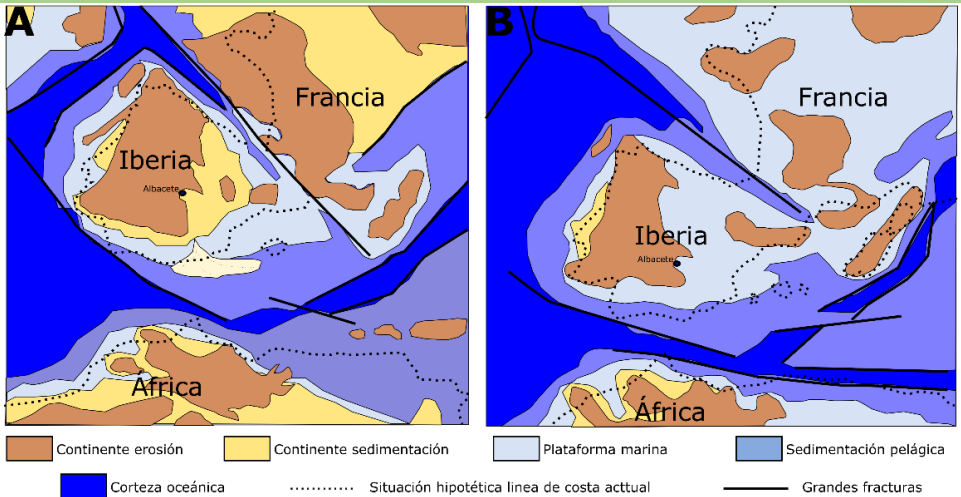 A
B
Francia
Francia
Iberia
Albacete
Iberia
Albacete
África
África
Continente erosión
Continente sedimentación
Plataforma marina
Sedimentación pelágica
Corteza oceánica
Situación hipotética linea de costa acttual
Grandes fracturas